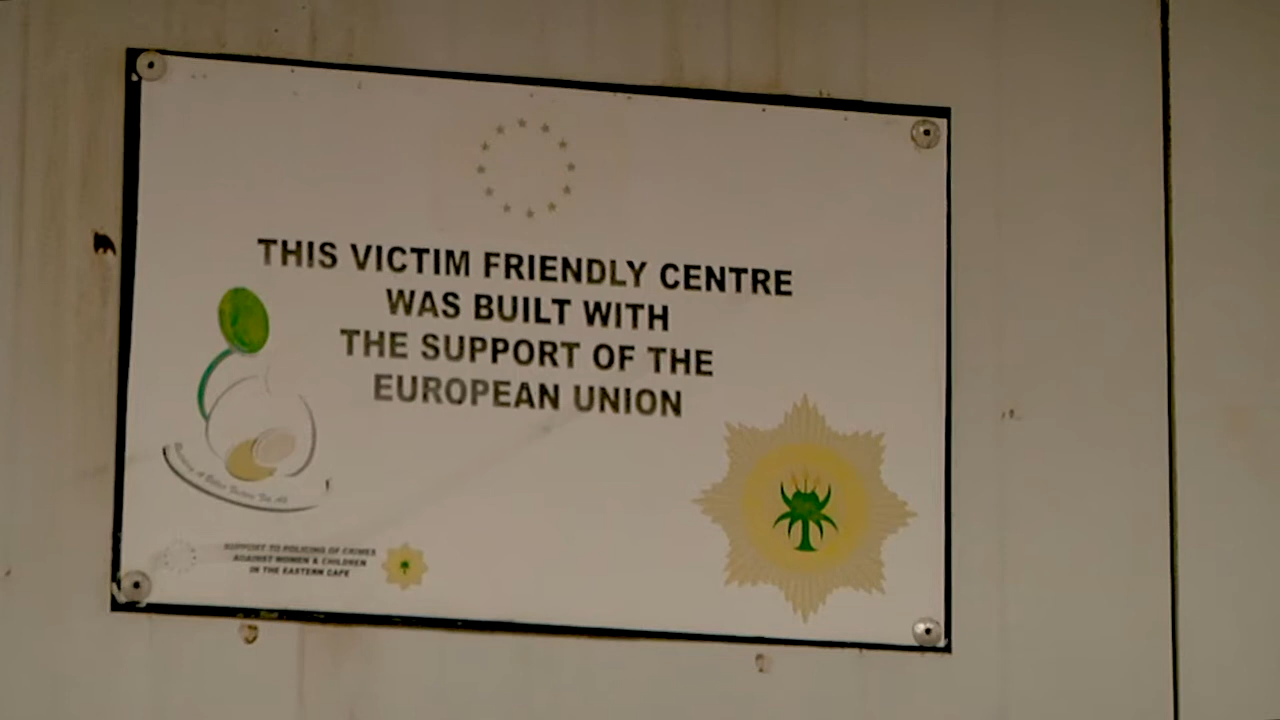 THIS VICTIM FRIENDLY CENTRE
WAS BUILT WITH
THE SUPPORT OF THE
EUROPEAN UNION
SUPPORT TO POLICING OF CRIMES
AGAINST WOMEN & CHILDREN
IN THE EASTERN CAPE